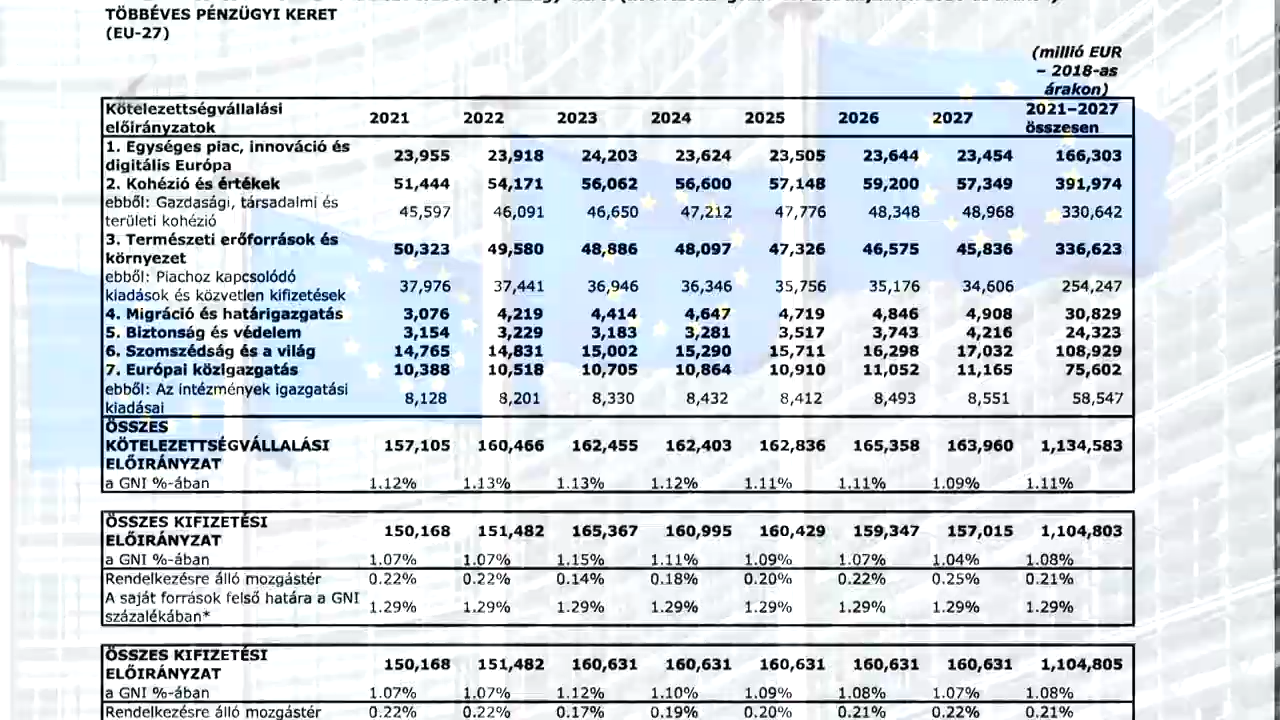 TÖBBÉVES PÉNZÜGYI KERET
(EU-27)
(millió EUR
– 2018-as
árakon)
Kötelezettségvállalási
előirányzatok 2021 2022 2023 2024 2025 2026 2027 2021–2027
összesen
1. Egységes piac, innováció és
digitális Európa 23,955 23,918 24,203 23,624 23,505 23,644 23,454 166,303
2. Kohézió és értékek 51,444 54,171 56,062 56,600 57,148 59,200 57,349 391,974
ebből: Gazdasági, társadalmi és
területi kohézió 45,597 46,091 46,650 47,212 47,776 48,348 48,968 330,642
3. Természeti erőforrások és
környezet 50,323 49,580 48,886 48,097 47,326 46,575 45,836 336,623
ebből: Piachoz kapcsolódó
kiadások és közvetlen kifizetések 37,976 37,441 36,946 36,346 35,756 35,176 34,606 254,247
4. Migráció és határigazgatás 3,076 4,219 4,414 4,647 4,719 4,846 4,908 30,829
5. Biztonság és védelem 3,154 3,229 3,183 3,281 3,517 3,743 4,216 24,323
6. Szomszédság és a világ 14,765 14,831 15,002 15,290 15,711 16,298 17,032 108,929
7. Európai közigazgatás 10,388 10,518 10,705 10,864 10,910 11,052 11,165 75,602
ebből: Az intézmények igazgatási
kiadásai 8,128 8,201 8,330 8,432 8,412 8,493 8,551 58,547
ÖSSZES
KÖTELEZETTSÉGVÁLLALÁSI 157,105 160,466 162,455 162,403 162,836 165,358 163,960 1,134,583
ELŐIRÁNYZAT
a GNI %-ában 1.12% 1.13% 1.13% 1.12% 1.11% 1.11% 1.09% 1.11%
ÖSSZES KIFIZETÉSI
ELŐIRÁNYZAT 150,168 151,482 165,367 160,995 160,429 159,347 157,015 1,104,803
a GNI %-ában 1.07% 1.07% 1.15% 1.11% 1.09% 1.07% 1.04% 1.08%
Rendelkezésre álló mozgástér 0.22% 0.22% 0.14% 0.18% 0.20% 0.22% 0.25% 0.21%
A saját források felső határa a GNI
százalékában* 1.29% 1.29% 1.29% 1.29% 1.29% 1.29% 1.29% 1.29%
ÖSSZES KIFIZETÉSI
ELŐIRÁNYZAT 150,168 151,482 160,631 160,631 160,631 160,631 160,631 1,104,805
a GNI %-ában 1.07% 1.07% 1.12% 1.10% 1.09% 1.08% 1.07% 1.08%
Rendelkezésre álló mozgástér 0.22% 0.22% 0.17% 0.19% 0.20% 0.21% 0.22% 0.21%